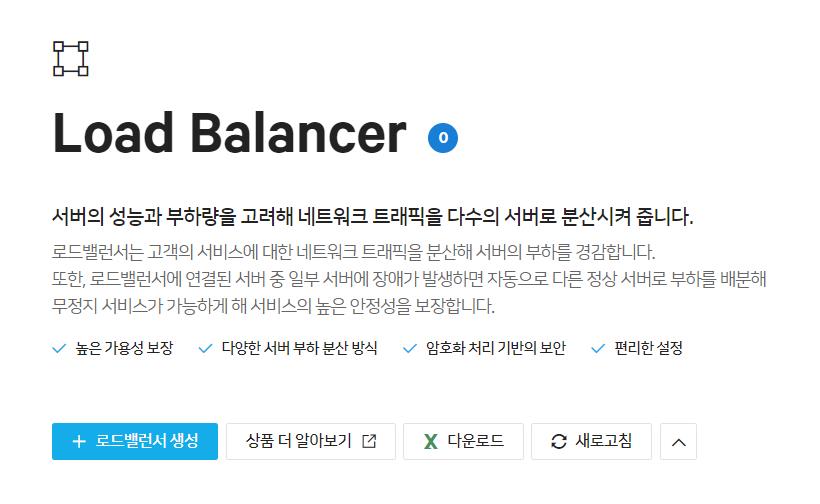 Load Balancer 0
서버의 성능과 부하량을 고려해 네트워크 트래픽을 다수의 서버로 분산시켜 줍니다.
로드밸런서는 고객의 서비스에 대한 네트워크 트래픽을 분산해 서버의 부하를 경감합니다.
또한, 로드밸런서에 연결된 서버 중 일부 서버에 장애가 발생하면 자동으로 다른 정상 서버로 부하를 배분해
무정지 서비스가 가능하게 해 서비스의 높은 안정성을 보장합니다.
높은 가용성 보장 다양한 서버 부하 분산 방식 암호화 처리 기반의 보안 편리한 설정
로드밸런서 생성 상품 더 알아보기 다운로드 새로고침